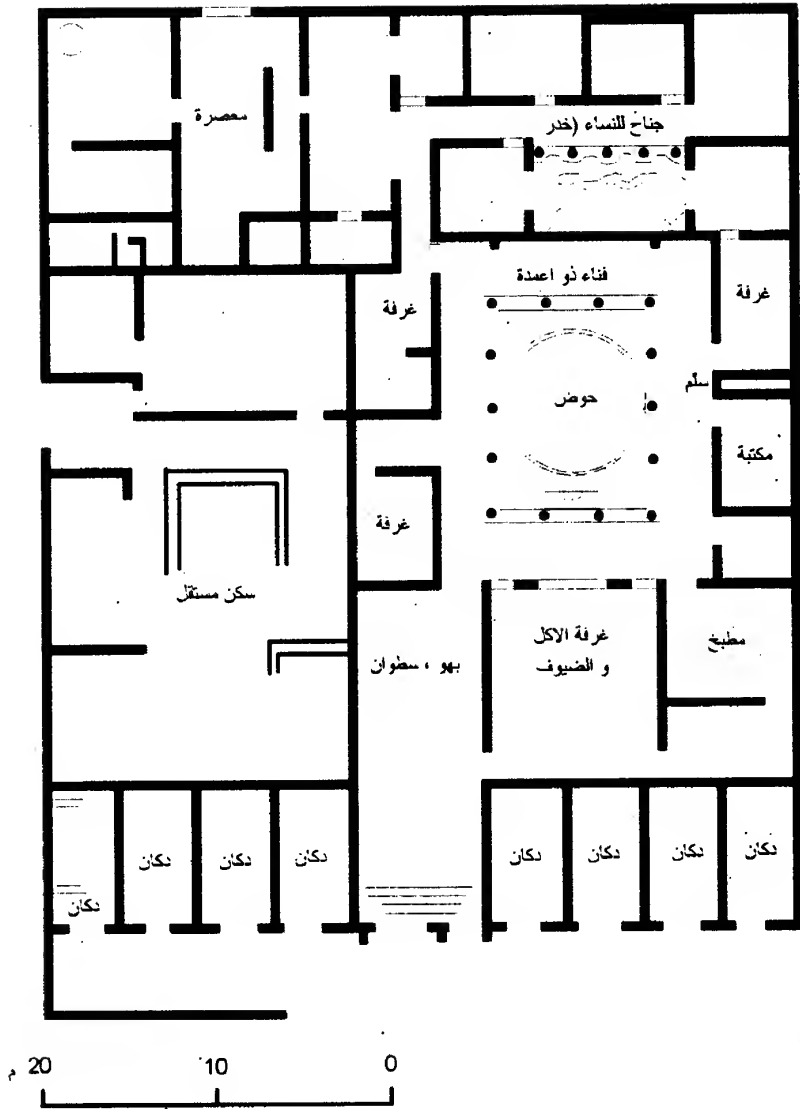 معصرة
جناح للنساء (خدر
فناء ذو اعمدة
غرفة
غرفة
سلّم
حوض
مكتبة
غرفة
سكن مستقل
بهو ، سطوان
غرفة الاكل
و الضيوف
مطبخ
دكان
دكان
دكان
دكان
دكان
دكان
دكان
دكان
0
10
20 م